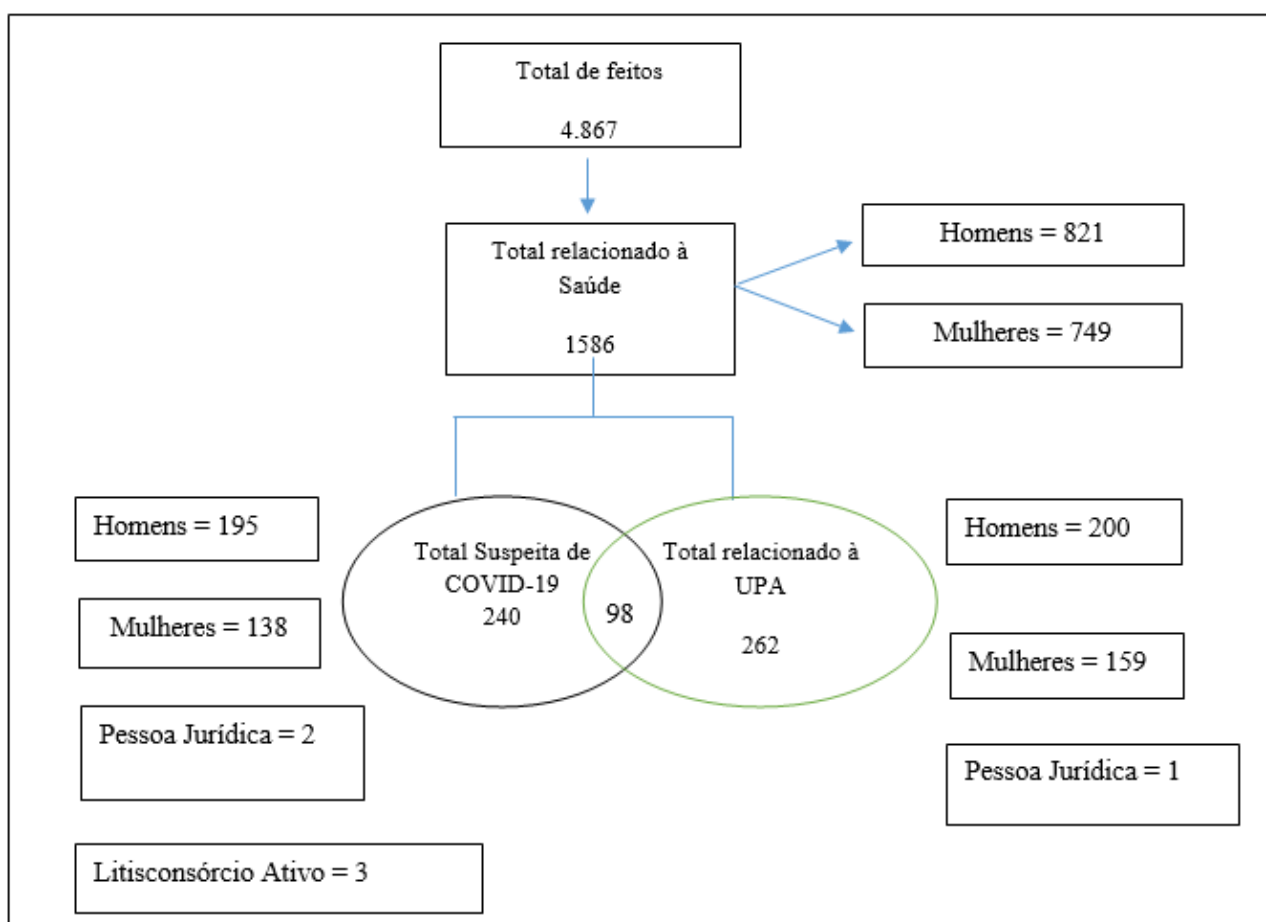 Total de feitos
4.867
Total relacionado à
Saúde
1586
Homens = 821
Mulheres = 749
Homens = 195
Mulheres = 138
Pessoa Jurídica = 2
Litisconsórcio Ativo = 3
Total Suspeita de
COVID-19
240
98
Total relacionado à
UPA
262
Homens = 200
Mulheres = 159
Pessoa Jurídica = 1